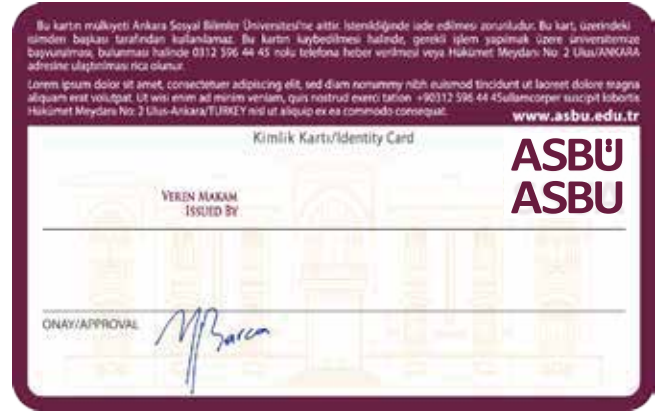 Bu kartın mülkiyeti Ankara Sosyal Bilimler Üniversitesi'ne aittir. İstenildiğinde iade edilmesi zorunludur. Bu kart, üzerindeki
isimden başkası tarafından kullanılamaz. Bu kartın kaybedilmesi halinde, gerekli işlem yapılmak üzere üniversitemize
başvurulması, bulunması halinde 0312 596 44 45 nolu telefona heber verilmesi veya Hükümet Meydanı No: 2 Ulus/ANKARA
adresine ulaştırılması rica olunur.
Lorem ipsum dolor sit amet, consectetuer adipiscing elit, sed diam nonummy nibh euismod tincidunt ut laoreet dolore magna
aliquam erat volutpat. Ut wisi enim ad minim veniam, quis nostrud exerci tation +90312 596 44 45ullamcorper suscipit lobortis
Hükümet Meydanı No: 2 Ulus-Ankara/TURKEY nisl ut aliquip ex ea commodo consequat.
www.asbu.edu.tr
Kimlik Kartı/Identity Card
ASBÜ
ASBU
VEREN MAKAM
ISSUED BY
ONAY/APPROVAL